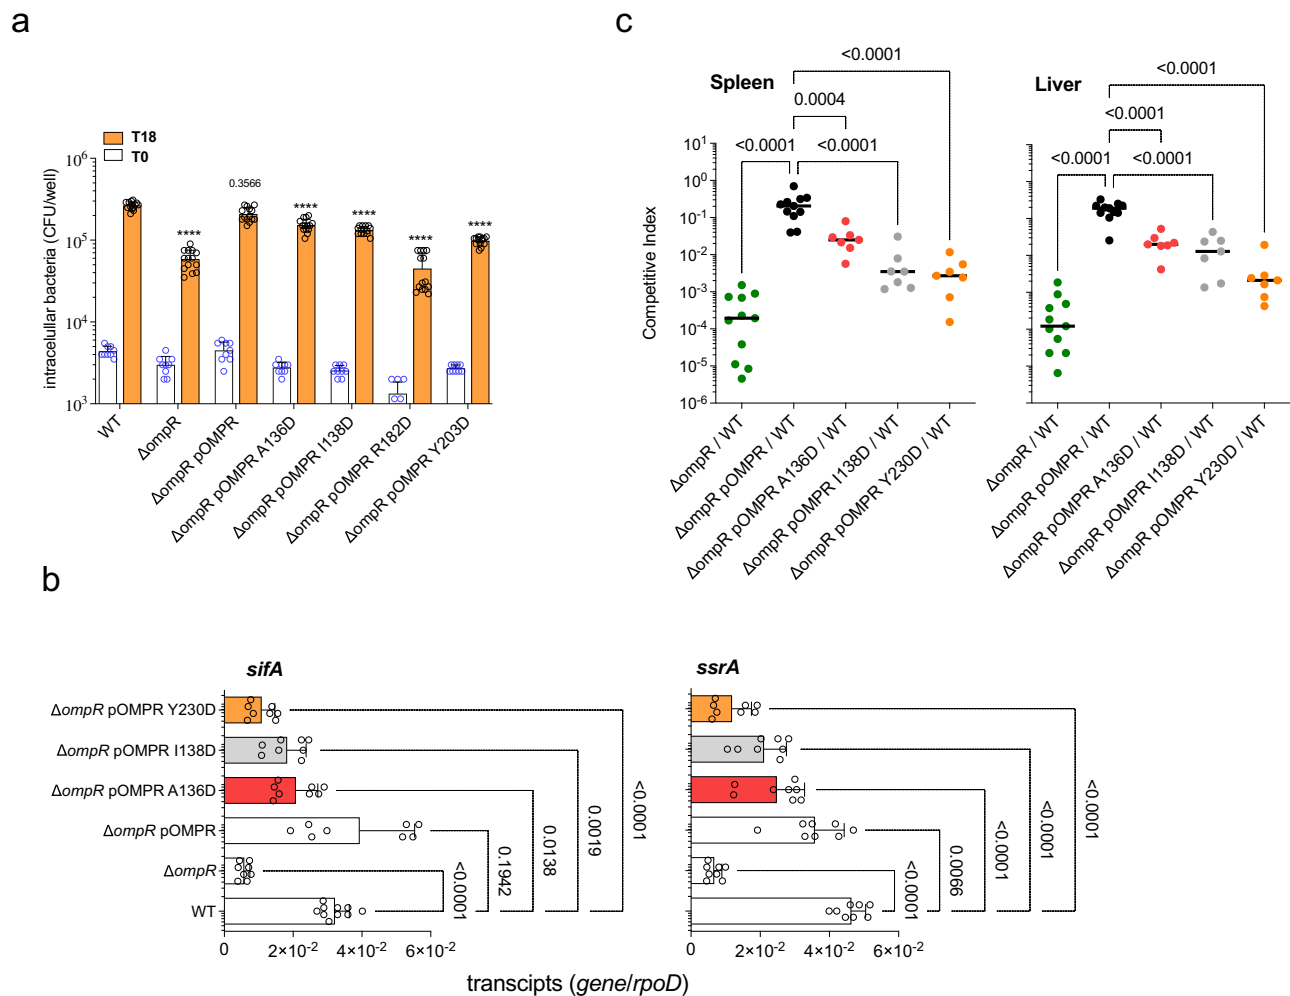 a
T18
T0
intracellular bacteria (CFU/well)
10^6
10^5
10^4
10^3
0.3566
****
****
****
****
****
WT
ΔompR
ΔompR pOMPR
ΔompR pOMPR A136D
ΔompR pOMPR I138D
ΔompR pOMPR R182D
ΔompR pOMPR Y203D
c
Spleen
<0.0001
0.0004
<0.0001
<0.0001
Competitive Index
10^1
10^0
10^-1
10^-2
10^-3
10^-4
10^-5
10^-6
ΔompR / WT
ΔompR pOMPR / WT
ΔompR pOMPR A136D / WT
ΔompR pOMPR I138D / WT
ΔompR pOMPR Y230D / WT
Liver
<0.0001
<0.0001
<0.0001
<0.0001
ΔompR / WT
ΔompR pOMPR / WT
ΔompR pOMPR A136D / WT
ΔompR pOMPR I138D / WT
ΔompR pOMPR Y230D / WT
b
sifA
ΔompR pOMPR Y230D
ΔompR pOMPR I138D
ΔompR pOMPR A136D
ΔompR pOMPR
ΔompR
WT
<0.0001
0.1942
0.0138
0.0019
<0.0001
0
2×10^-2
4×10^-2
6×10^-2
ssrA
<0.0001
0.0066
<0.0001
<0.0001
<0.0001
0
2×10^-2
4×10^-2
6×10^-2
transcipts (gene/rpoD)